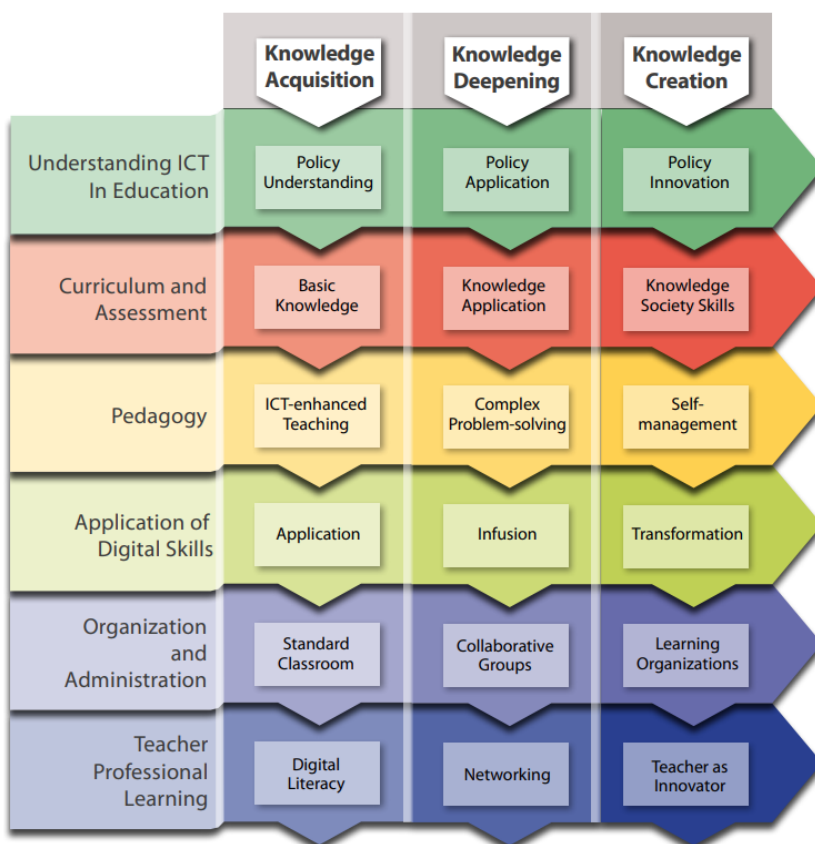 Knowledge
Acquisition
Knowledge
Deepening
Knowledge
Creation
Understanding ICT
In Education
Policy
Understanding
Policy
Application
Policy
Innovation
Curriculum and
Assessment
Basic
Knowledge
Knowledge
Application
Knowledge
Society Skills
Pedagogy
ICT-enhanced
Teaching
Complex
Problem-solving
Self-
management
Application of
Digital Skills
Application
Infusion
Transformation
Organization
and
Administration
Standard
Classroom
Collaborative
Groups
Learning
Organizations
Teacher
Professional
Learning
Digital
Literacy
Networking
Teacher as
Innovator